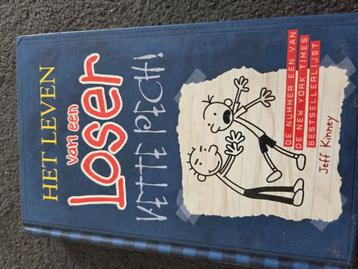 HET LEVEN
van een
Loser
VETTE PECH!
DE NUMMER EEN VAN
DE NEW YORK TIMES
BESTSELLERLIJST
Jeff Kinney